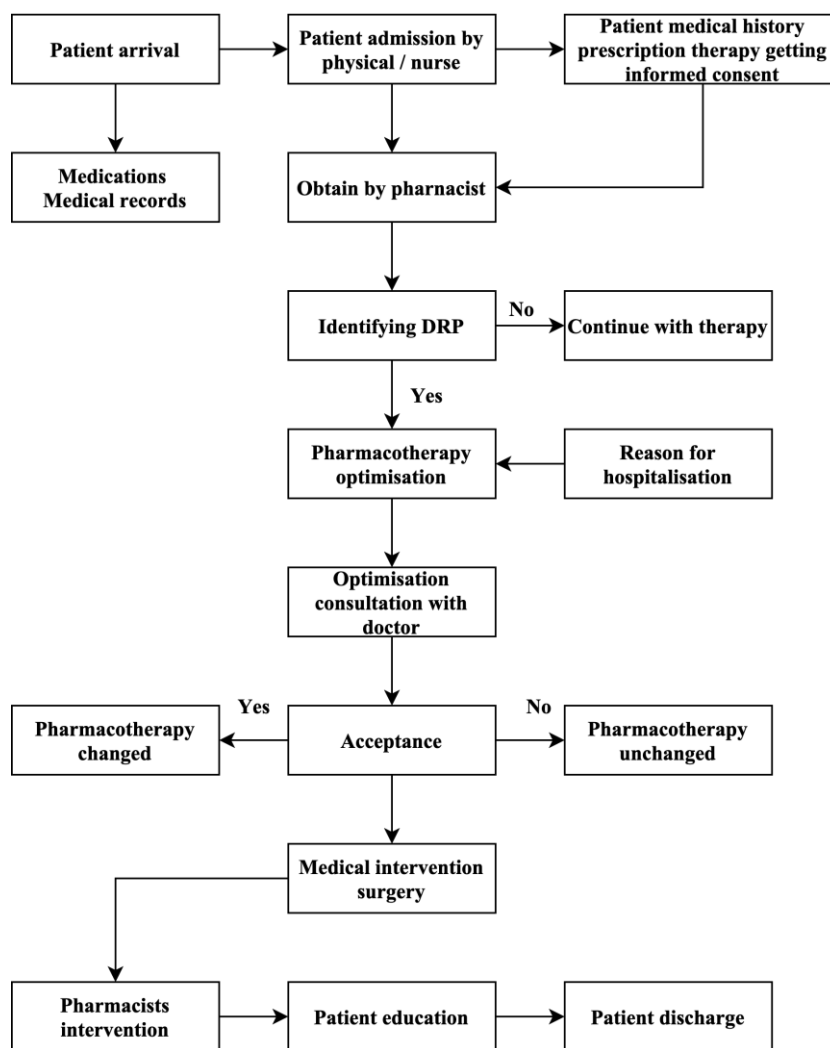 Patient arrival
Patient admission by
physical / nurse
Patient medical history
prescription therapy getting
informed consent
Medications
Medical records
Obtain by pharnacist
Identifying DRP
No
Continue with therapy
Yes
Pharmacotherapy
optimisation
Reason for
hospitalisation
Optimisation
consultation with
doctor
Yes
No
Pharmacotherapy
changed
Acceptance
Pharmacotherapy
unchanged
Medical intervention
surgery
Pharmacists
intervention
Patient education
Patient discharge